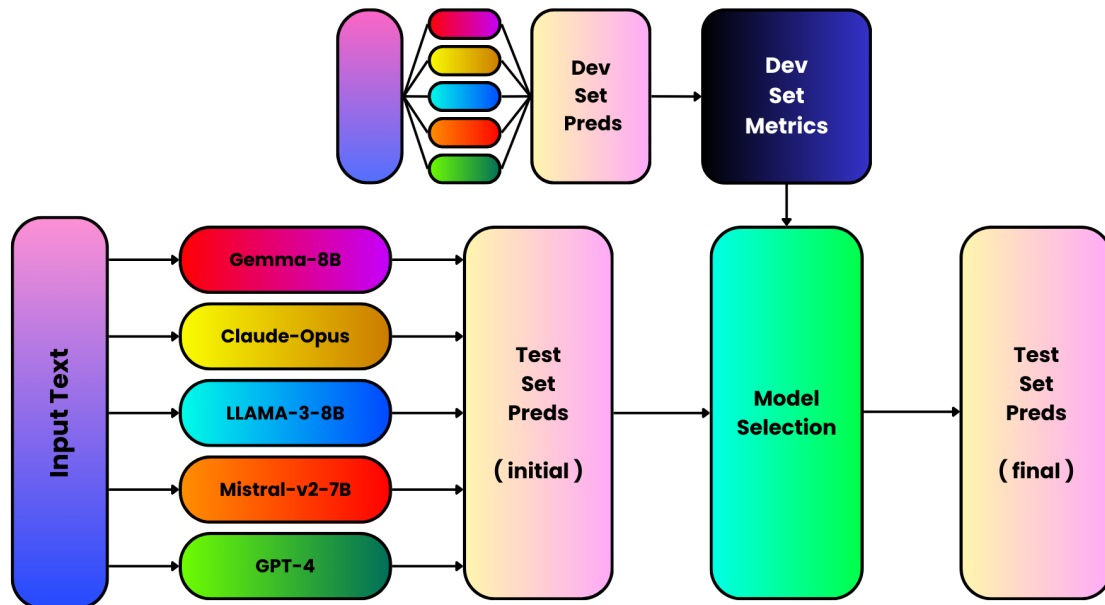 Dev
Set
Preds
Dev
Set
Metrics
Input Text
Gemma-8B
Claude-Opus
LLAMA-3-8B
Mistral-v2-7B
GPT-4
Test
Set
Preds
( initial )
Model
Selection
Test
Set
Preds
( final )